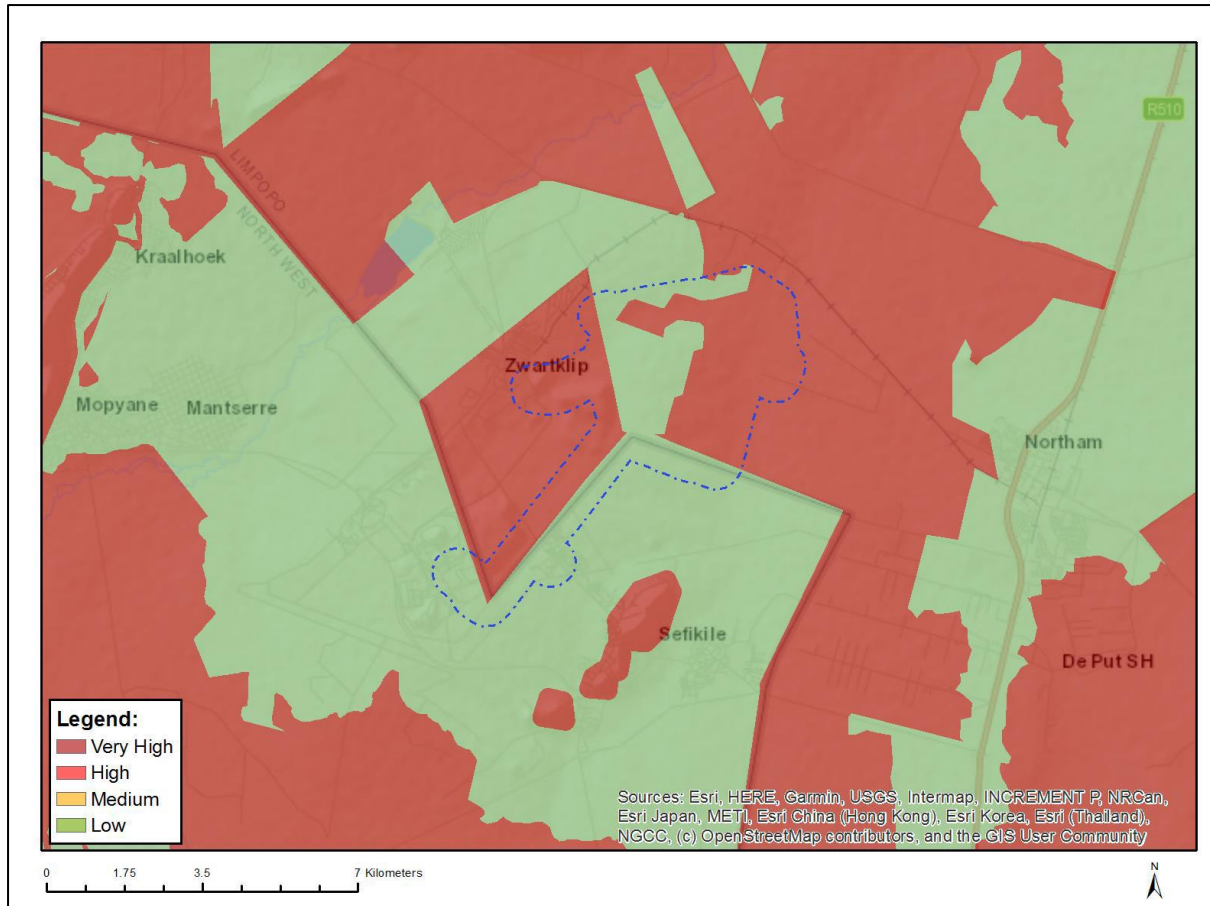 R510
LIMPOPO
NORTH WEST
Kraalhoek
Zwartklip
Mopyane
Mantserre
Northam
Sefikile
De Put SH
Legend:
Very High
High
Medium
Low
Sources: Esri, HERE, Garmin, USGS, Intermap, INCREMENT P, NRCan,
Esri Japan, METI, Esri China (Hong Kong), Esri Korea, Esri (Thailand),
NGCC, (c) OpenStreetMap contributors, and the GIS User Community
0 1.75 3.5 7 Kilometers
N